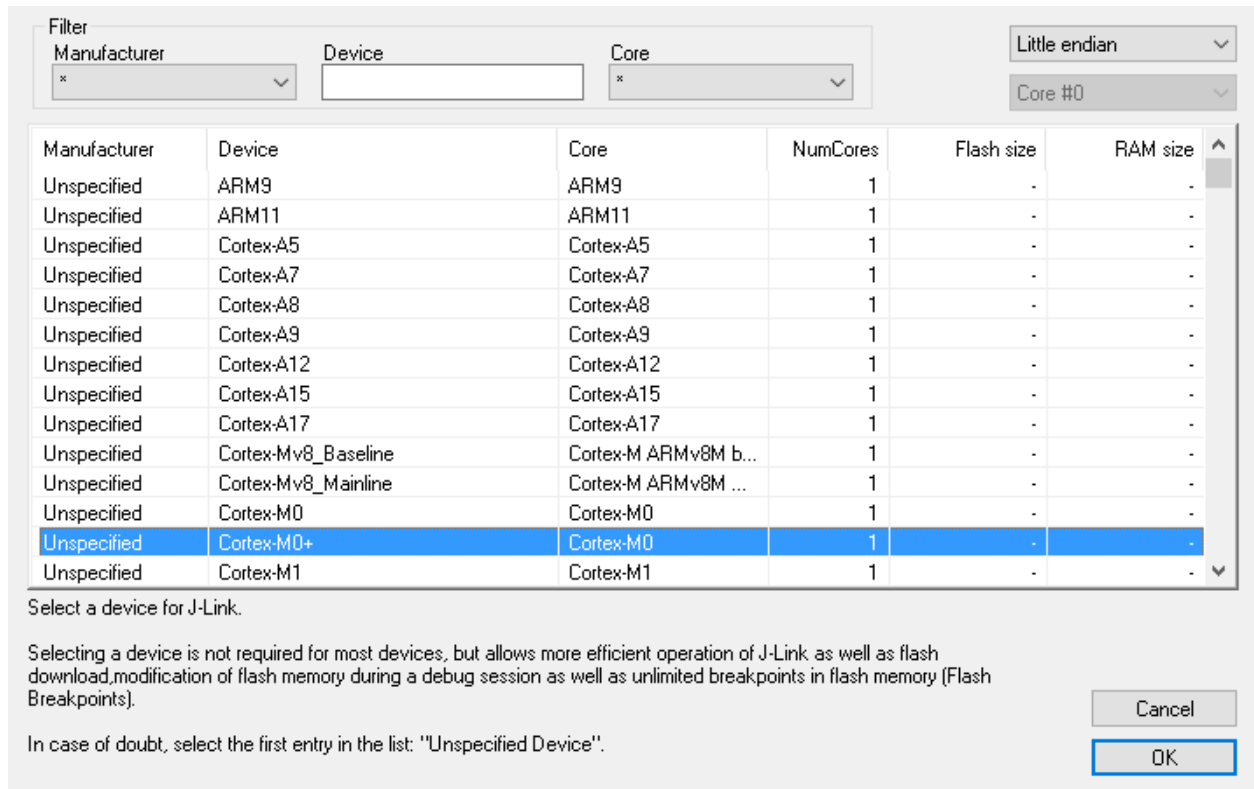 Filter
Manufacturer Device Core
* *
Little endian
Core #0
Manufacturer Device Core NumCores Flash size RAM size
Unspecified ARM9 ARM9 1 - -
Unspecified ARM11 ARM11 1 - -
Unspecified Cortex-A5 Cortex-A5 1 - -
Unspecified Cortex-A7 Cortex-A7 1 - -
Unspecified Cortex-A8 Cortex-A8 1 - -
Unspecified Cortex-A9 Cortex-A9 1 - -
Unspecified Cortex-A12 Cortex-A12 1 - -
Unspecified Cortex-A15 Cortex-A15 1 - -
Unspecified Cortex-A17 Cortex-A17 1 - -
Unspecified Cortex-Mv8_Baseline Cortex-M ARMv8M b... 1 - -
Unspecified Cortex-Mv8_Mainline Cortex-M ARMv8M ... 1 - -
Unspecified Cortex-M0 Cortex-M0 1 - -
Unspecified Cortex-M0+ Cortex-M0 1 - -
Unspecified Cortex-M1 Cortex-M1 1 - -
Select a device for J-Link.
Selecting a device is not required for most devices, but allows more efficient operation of J-Link as well as flash
download,modification of flash memory during a debug session as well as unlimited breakpoints in flash memory (Flash
Breakpoints).
In case of doubt, select the first entry in the list: "Unspecified Device".
Cancel
OK